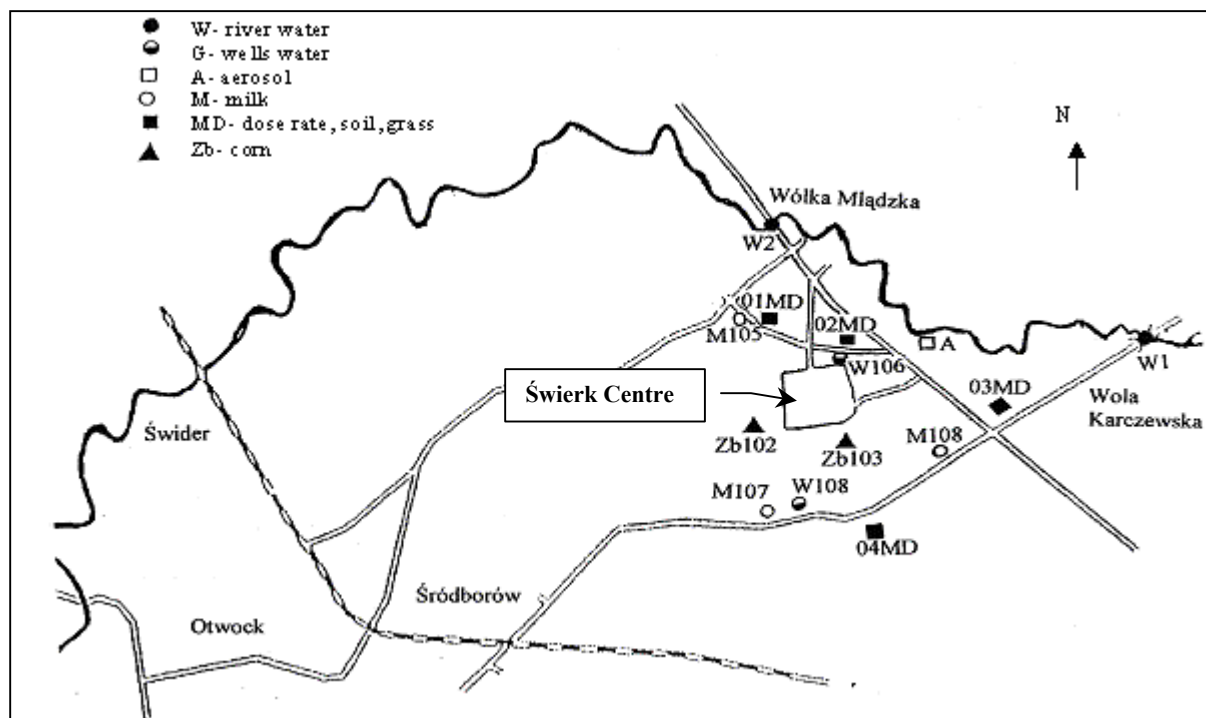 W- river water
G- wells water
A- aerosol
M- milk
MD- dose rate, soil, grass
Zb- corn
N
Wólka Mlądzka
W2
01MD
M105
02MD
A
W106
W1
Świerk Centre
03MD
Wola
Karczewska
Świder
Zb102
Zb103
M108
M107
W108
04MD
Śródborów
Otwock